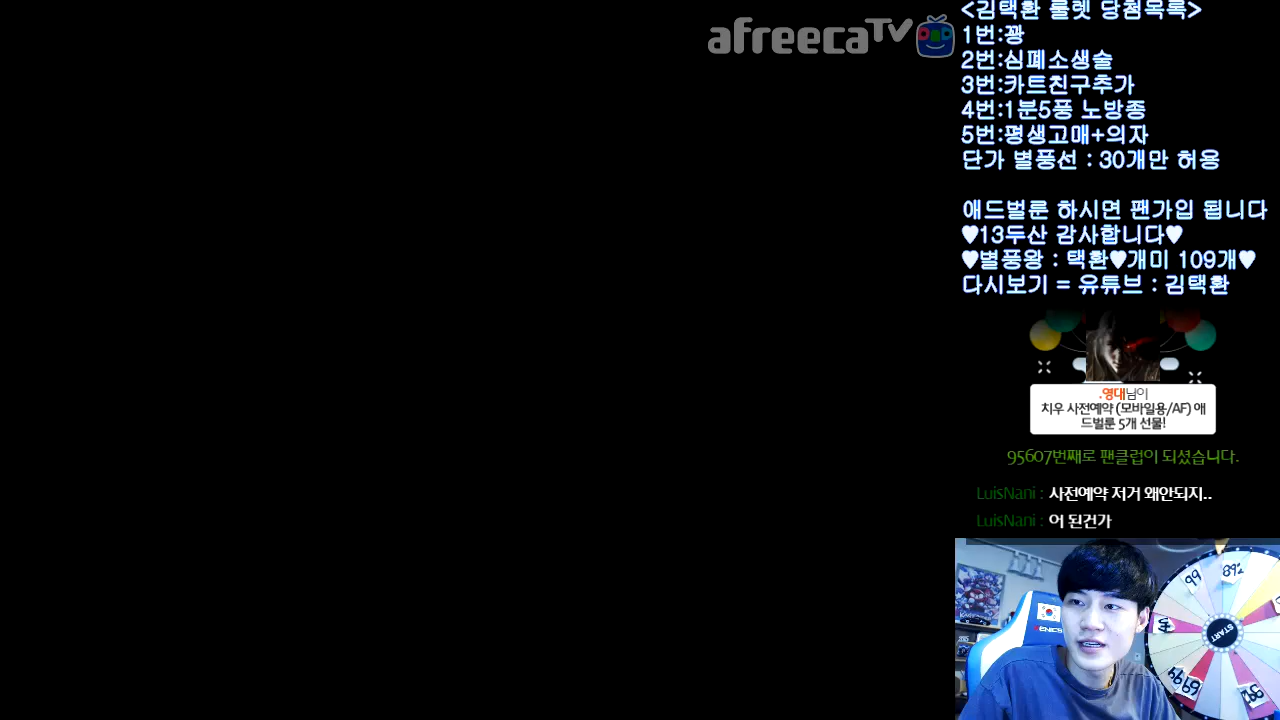 afreecaTV
<김택환 룰렛 당첨목록>
1번:꽝
2번:심폐소생술
3번:카트친구추가
4번:1분5풍 노방종
5번:평생고매+의자
단가 별풍선 : 30개만 허용
애드벌룬 하시면 팬가입 됩니다
♥13두산 감사합니다♥
♥별풍왕 : 택환♥개미 109개♥
다시보기 = 유튜브 : 김택환
.영대님이
치우 사전예약 (모바일용/AF) 애
드벌룬 5개 선물!
95607번째로 팬클럽이 되셨습니다.
LuisNani : 사전예약 저거 왜안되지..
LuisNani : 어 된건가
99
892
START